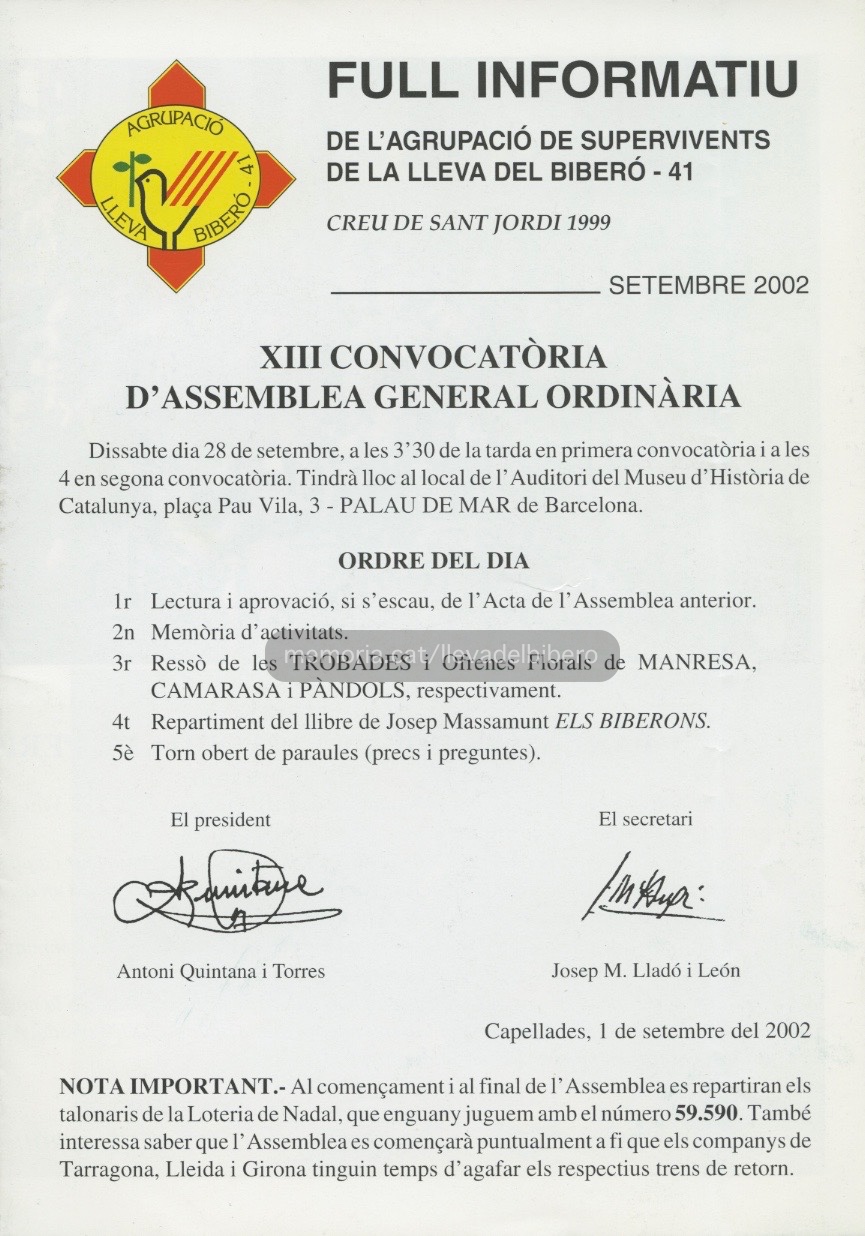 AGRUPACIÓ
LLEVA BIBERÓ - 41
FULL INFORMATIU
DE L'AGRUPACIÓ DE SUPERVIVENTS
DE LA LLEVA DEL BIBERÓ - 41
CREU DE SANT JORDI 1999
SETEMBRE 2002
XIII CONVOCATÒRIA
D'ASSEMBLEA GENERAL ORDINÀRIA
Dissabte dia 28 de setembre, a les 3'30 de la tarda en primera convocatòria i a les
4 en segona convocatòria. Tindrà lloc al local de l'Auditori del Museu d'Història de
Catalunya, plaça Pau Vila, 3 - PALAU DE MAR de Barcelona.
ORDRE DEL DIA
1r Lectura i aprovació, si s'escau, de l'Acta de l'Assemblea anterior.
2n Memòria d'activitats.
3r Ressò de les TROBADES i Ofrenes Florals de MANRESA,
memoria.cat/llevadelbibero
CAMARASA i PÀNDOLS, respectivament.
4t Repartiment del llibre de Josep Massamunt ELS BIBERONS.
5è Torn obert de paraules (precs i preguntes).
El president
El secretari
Antoni Quintana i Torres
Josep M. Lladó i León
Capellades, 1 de setembre del 2002
NOTA IMPORTANT.- Al començament i al final de l'Assemblea es repartiran els
talonaris de la Loteria de Nadal, que enguany juguem amb el número 59.590. També
interessa saber que l'Assemblea es començarà puntualment a fi que els companys de
Tarragona, Lleida i Girona tinguin temps d'agafar els respectius trens de retorn.